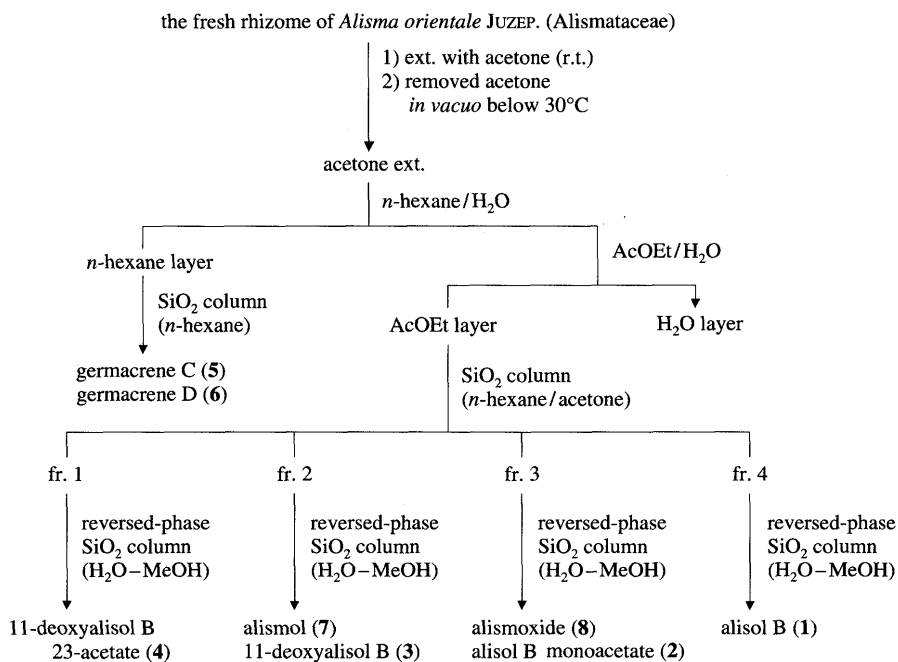 the fresh rhizome of Alisma orientale JUZEP. (Alismataceae)
1) ext. with acetone (r.t.)
2) removed acetone
in vacuo below 30°C
acetone ext.
n-hexane/H₂O
n-hexane layer
AcOEt/H₂O
SiO₂ column
(n-hexane)
AcOEt layer
H₂O layer
germacrene C (5)
germacrene D (6)
SiO₂ column
(n-hexane/acetone)
fr. 1
fr. 2
fr. 3
fr. 4
reversed-phase
SiO₂ column
(H₂O–MeOH)
reversed-phase
SiO₂ column
(H₂O–MeOH)
reversed-phase
SiO₂ column
(H₂O–MeOH)
reversed-phase
SiO₂ column
(H₂O–MeOH)
11-deoxyalisol B
23-acetate (4)
alismol (7)
11-deoxyalisol B (3)
alismoxide (8)
alisol B monoacetate (2)
alisol B (1)